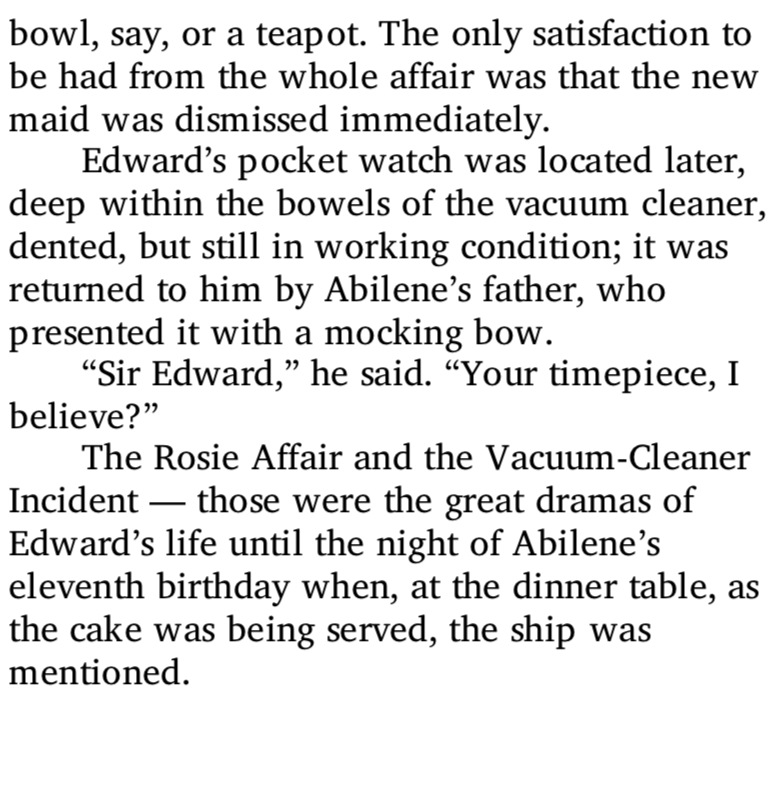 bowl, say, or a teapot. The only satisfaction to
be had from the whole affair was that the new
maid was dismissed immediately.
Edward’s pocket watch was located later,
deep within the bowels of the vacuum cleaner,
dented, but still in working condition; it was
returned to him by Abilene’s father, who
presented it with a mocking bow.
“Sir Edward,” he said. “Your timepiece, I
believe?”
The Rosie Affair and the Vacuum-Cleaner
Incident — those were the great dramas of
Edward’s life until the night of Abilene’s
eleventh birthday when, at the dinner table, as
the cake was being served, the ship was
mentioned.